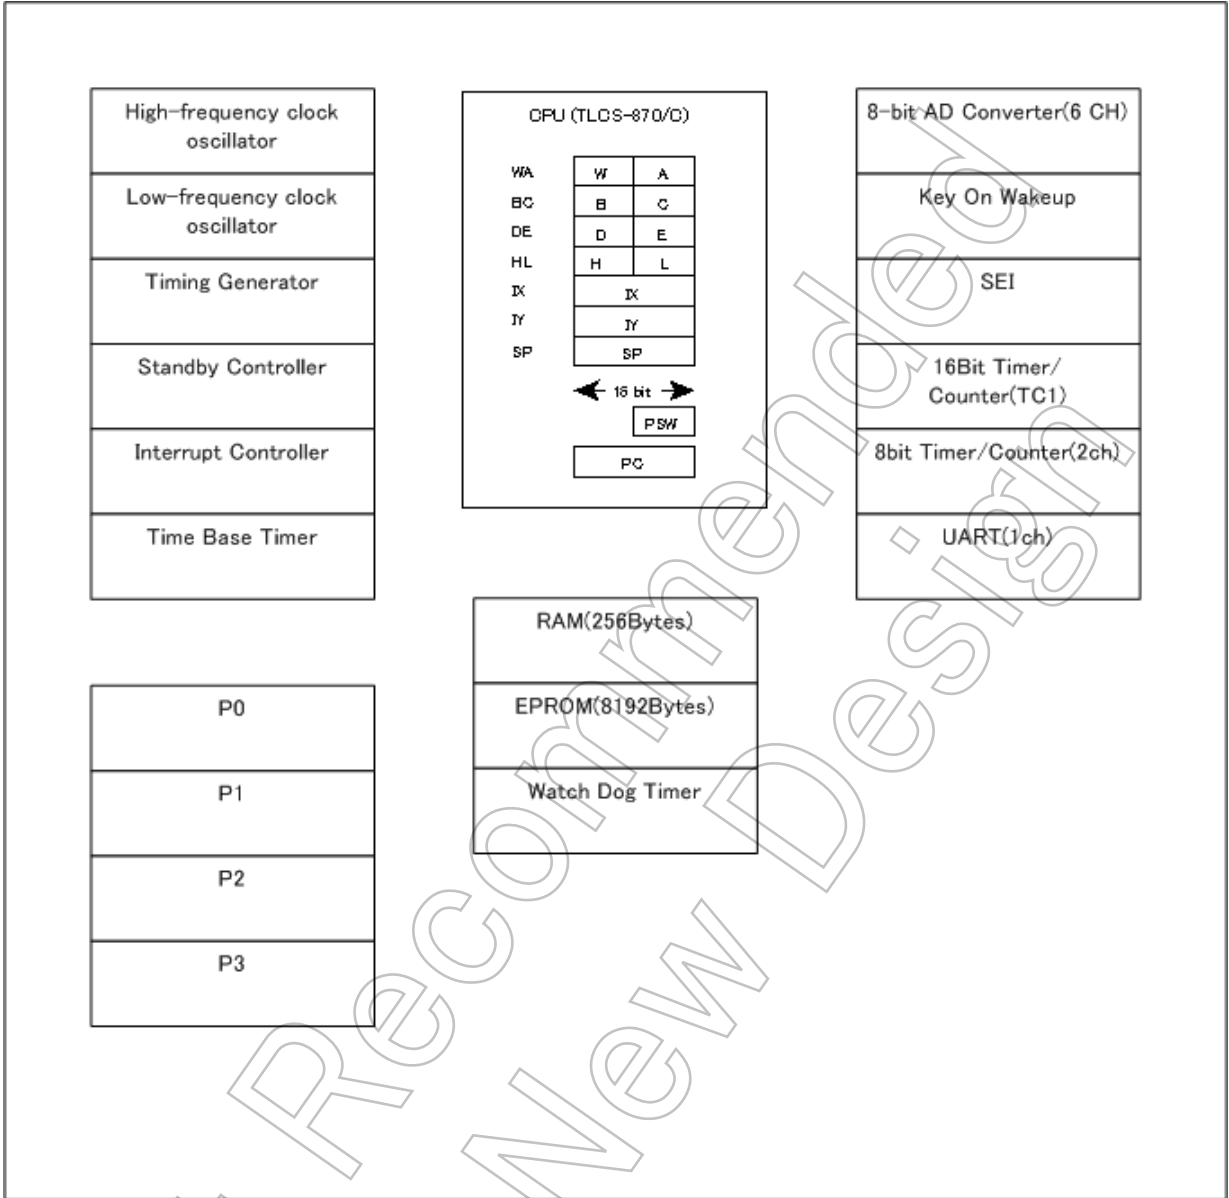 High-frequency clock
oscillator
Low-frequency clock
oscillator
Timing Generator
Standby Controller
Interrupt Controller
Time Base Timer
P0
P1
P2
P3
CPU (TLCS-870/C)
WA W A
BC B C
DE D E
HL H L
IX IX
IY IY
SP SP
16 bit
PSW
PC
RAM(256Bytes)
EPROM(8192Bytes)
Watch Dog Timer
8-bit AD Converter(6 CH)
Key On Wakeup
SEI
16Bit Timer/
Counter(TC1)
8bit Timer/Counter(2ch)
UART(1ch)
Recommended
New Design